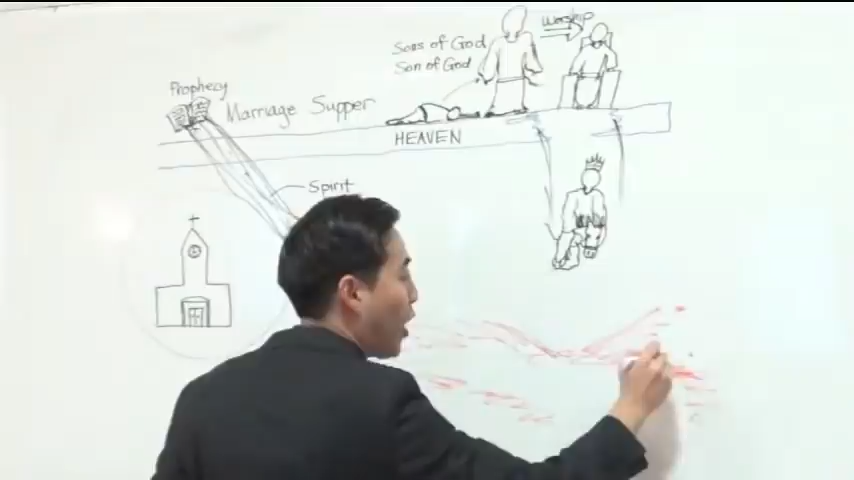 Worship
Sons of God
Son of God
Prophecy
Marriage Supper
HEAVEN
Spirit